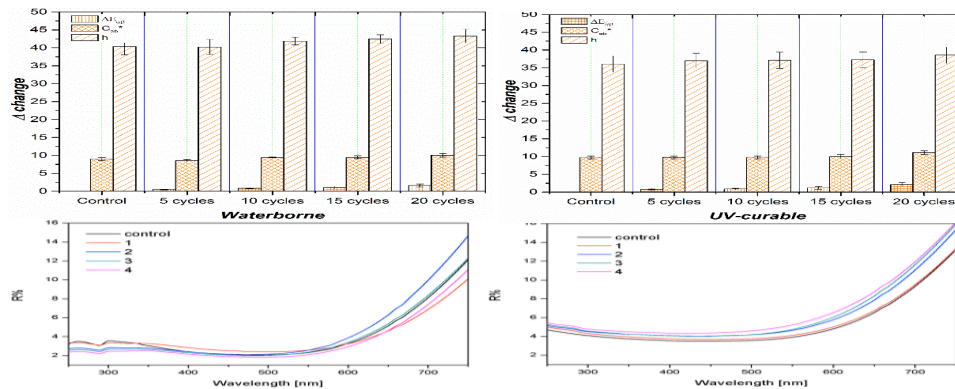 ΔE
C_ab*
h
50
45
40
35
30
25
20
15
10
5
0
Δ change
Control
5 cycles
10 cycles
15 cycles
20 cycles
Waterborne
ΔE
C_ab*
h
50
45
40
35
30
25
20
15
10
5
0
Δ change
Control
5 cycles
10 cycles
15 cycles
20 cycles
UV-curable
16
14
12
10
8
6
4
2
R%
control
1
2
3
4
300
400
500
600
700
Wavelength [nm]
16
14
12
10
8
6
4
2
R%
control
1
2
3
4
300
400
500
600
700
Wavelength [nm]